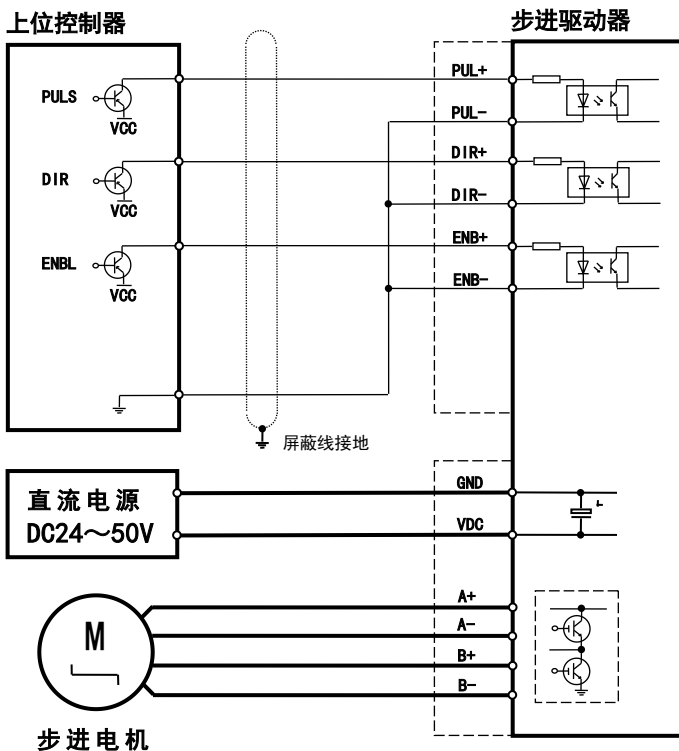 上位控制器
步进驱动器
PULS
VCC
DIR
VCC
ENBL
VCC
PUL+
PUL-
DIR+
DIR-
ENB+
ENB-
屏蔽线接地
直流电源
DC24～50V
GND
VDC
A+
A-
B+
B-
M
步进电机